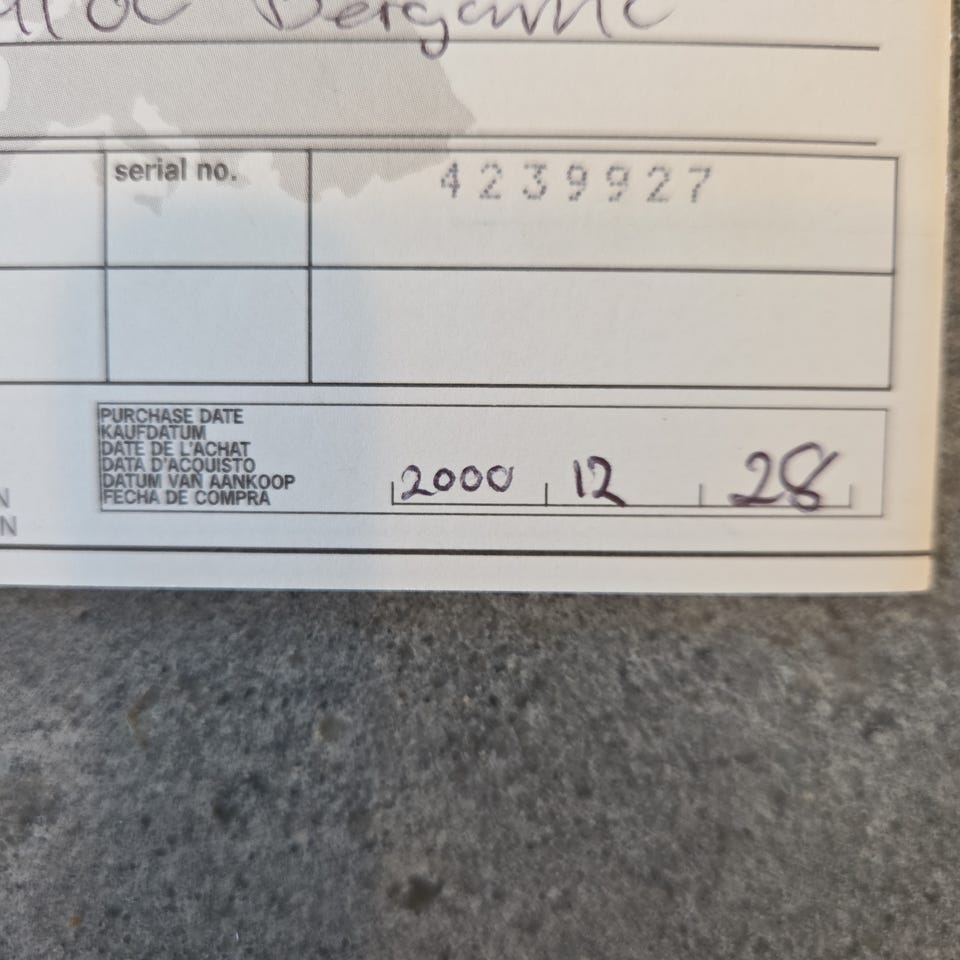 serial no. 4239927
PURCHASE DATE
KAUFDATUM
DATE DE L'ACHAT
DATA D'ACQUISTO
DATUM VAN AANKOOP
FECHA DE COMPRA
2000 12 28
N
N